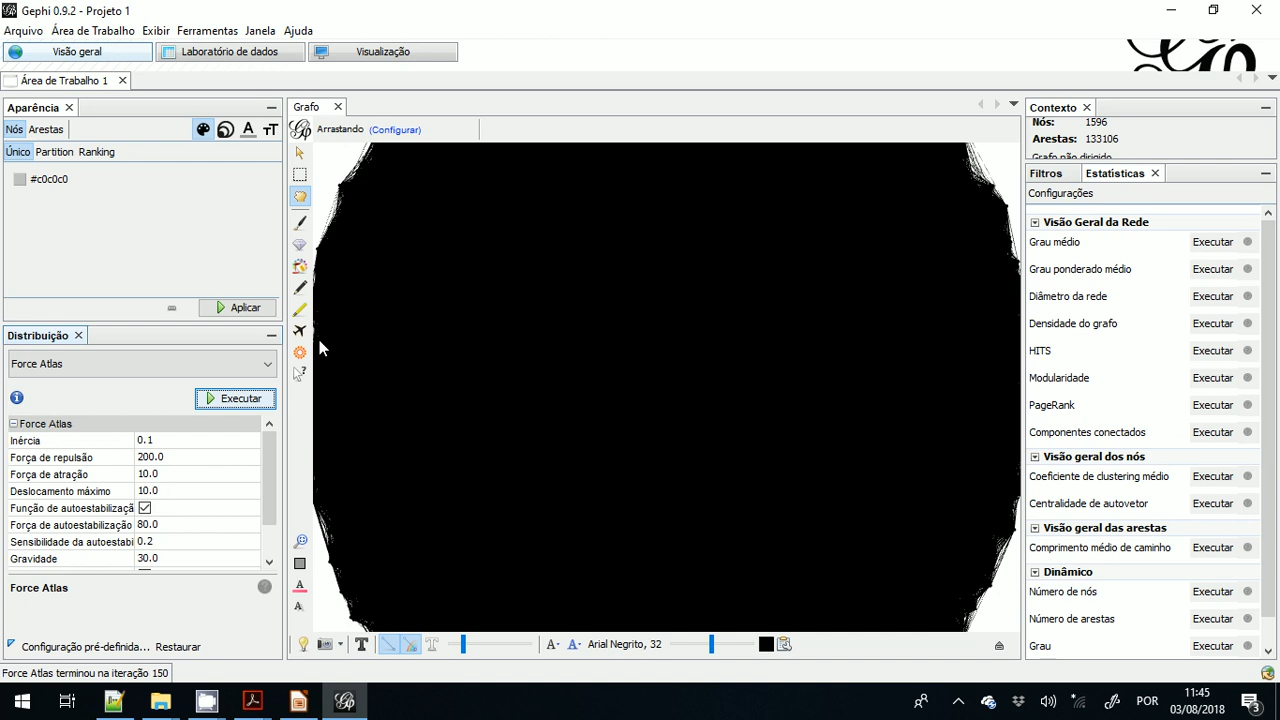 Gephi 0.9.2 - Projeto 1
Arquivo Área de Trabalho Exibir Ferramentas Janela Ajuda
Visão geral Laboratório de dados Visualização
Área de Trabalho 1
Aparência
Nós Arestas
Único Partition Ranking
#c0c0c0
Aplicar
Distribuição
Force Atlas
Executar
Force Atlas
Inércia 0.1
Força de repulsão 200.0
Força de atração 10.0
Deslocamento máximo 10.0
Função de autoestabilizaçã
Força de autoestabilização 80.0
Sensibilidade da autoestabi 0.2
Gravidade 30.0
Force Atlas
Configuração pré-definida... Restaurar
Force Atlas terminou na iteração 150
Grafo
Arrastando (Configurar)
Arial Negrito, 32
Contexto
Nós: 1596
Arestas: 133106
Grafo não dirigido
Filtros Estatísticas
Configurações
Visão Geral da Rede
Grau médio Executar
Grau ponderado médio Executar
Diâmetro da rede Executar
Densidade do grafo Executar
HITS Executar
Modularidade Executar
PageRank Executar
Componentes conectados Executar
Visão geral dos nós
Coeficiente de clustering médio Executar
Centralidade de autovetor Executar
Visão geral das arestas
Comprimento médio de caminho Executar
Dinâmico
Número de nós Executar
Número de arestas Executar
Grau Executar
POR
11:45
03/08/2018
3